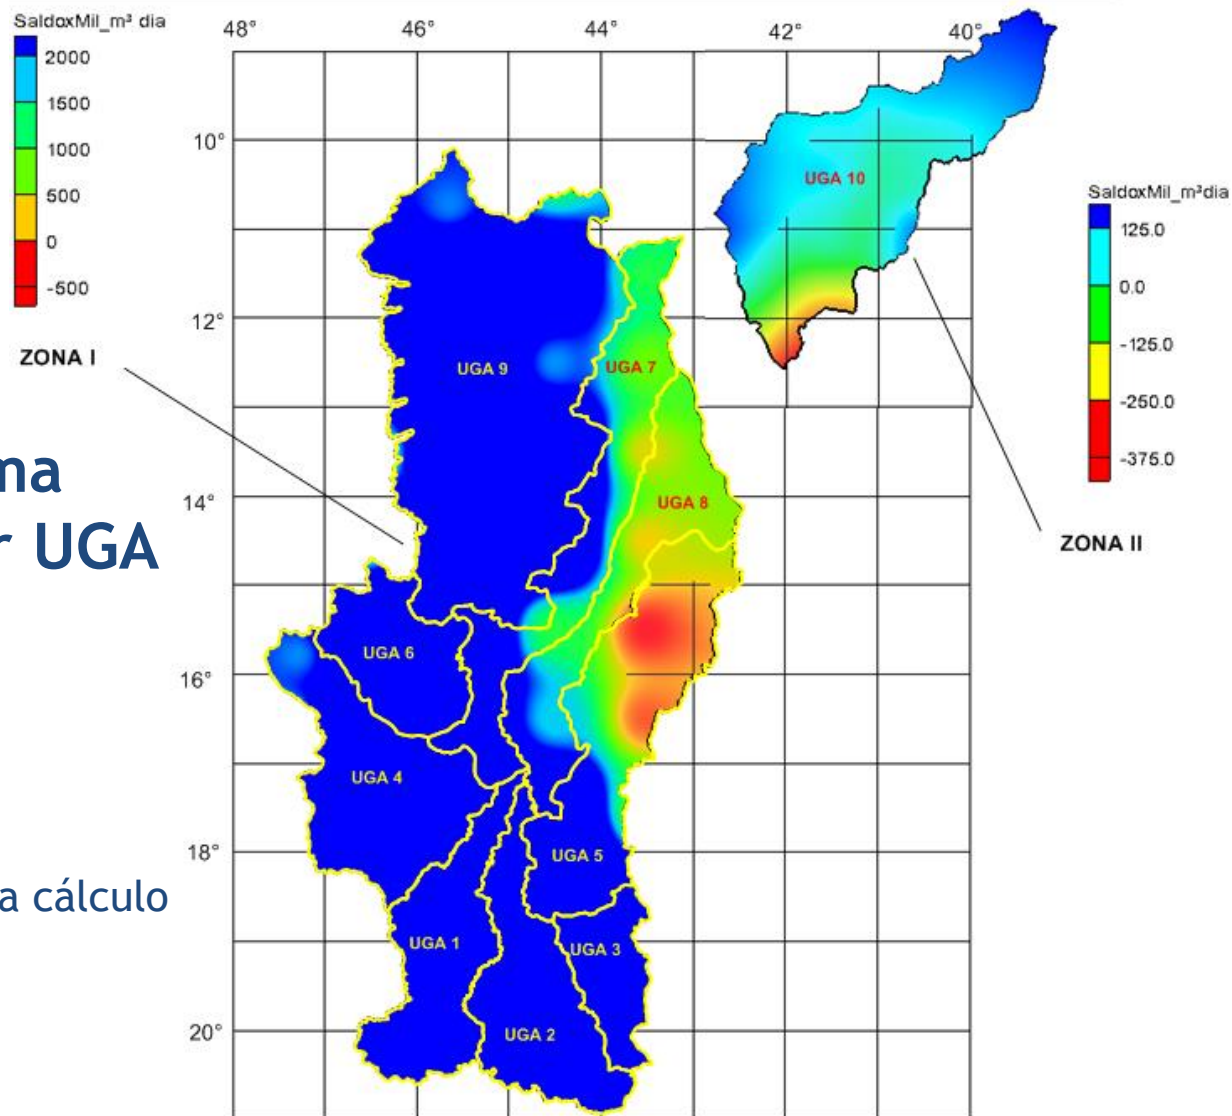 SaldoxMil_m³ dia
2000
1500
1000
500
0
-500
48°
46°
44°
42°
40°
10°
12°
14°
16°
18°
20°
SaldoxMil_m³dia
125.0
0.0
-125.0
-250.0
-375.0
ZONA I
ZONA II
ma
r UGA
a cálculo
UGA 10
UGA 9
UGA 7
UGA 8
UGA 6
UGA 4
UGA 5
UGA 1
UGA 3
UGA 2